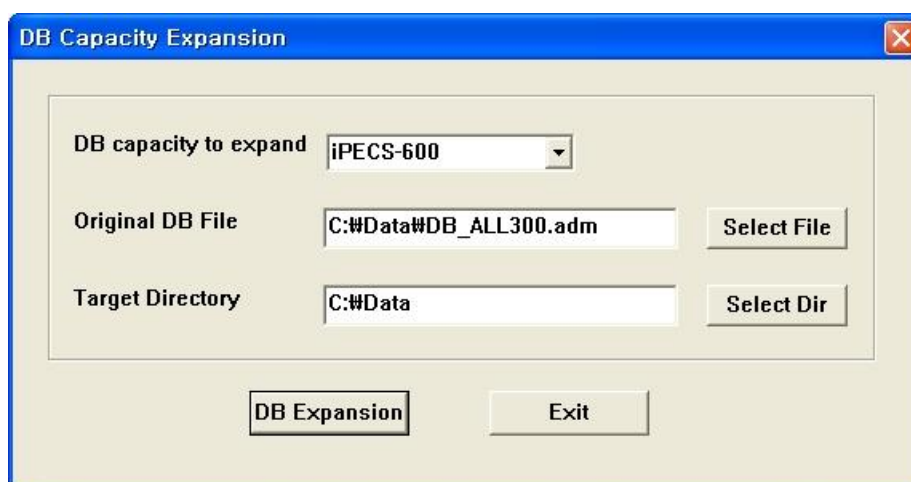 DB Capacity Expansion
DB capacity to expand iPECS-600
Original DB File C:₩Data₩DB_ALL300.adm Select File
Target Directory C:₩Data Select Dir
DB Expansion Exit